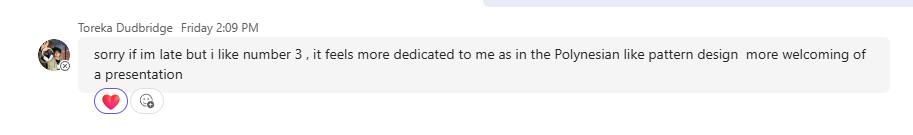 Toreka Dudbridge Friday 2:09 PM
sorry if im late but i like number 3 , it feels more dedicated to me as in the Polynesian like pattern design  more welcoming of
a presentation